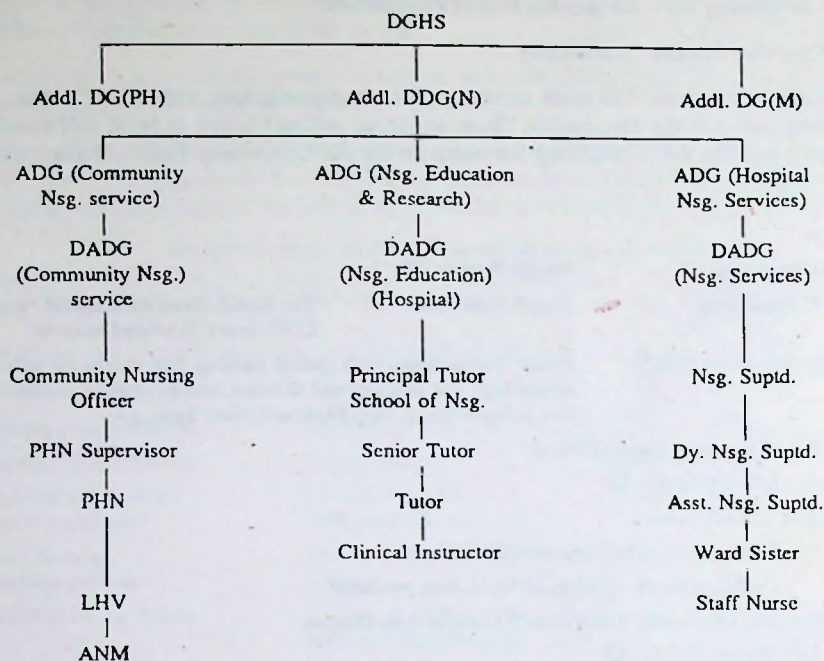 DGHS
Addl. DG(PH)
Addl. DDG(N)
Addl. DG(M)
ADG (Community
Nsg. service)
ADG (Nsg. Education
& Research)
ADG (Hospital
Nsg. Services)
DADG
(Community Nsg.)
service
DADG
(Nsg. Education)
(Hospital)
DADG
(Nsg. Services)
Community Nursing
Officer
Principal Tutor
School of Nsg.
Nsg. Suptd.
PHN Supervisor
Senior Tutor
Dy. Nsg. Suptd.
PHN
Tutor
Asst. Nsg. Suptd.
Clinical Instructor
Ward Sister
LHV
Staff Nurse
ANM